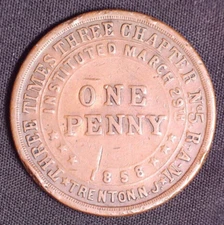 THREE TIMES THREE CHAPTER No 5 R.A.M.
TRENTON N.J.
INSTITUTED MARCH 29TH
ONE
PENNY
1858